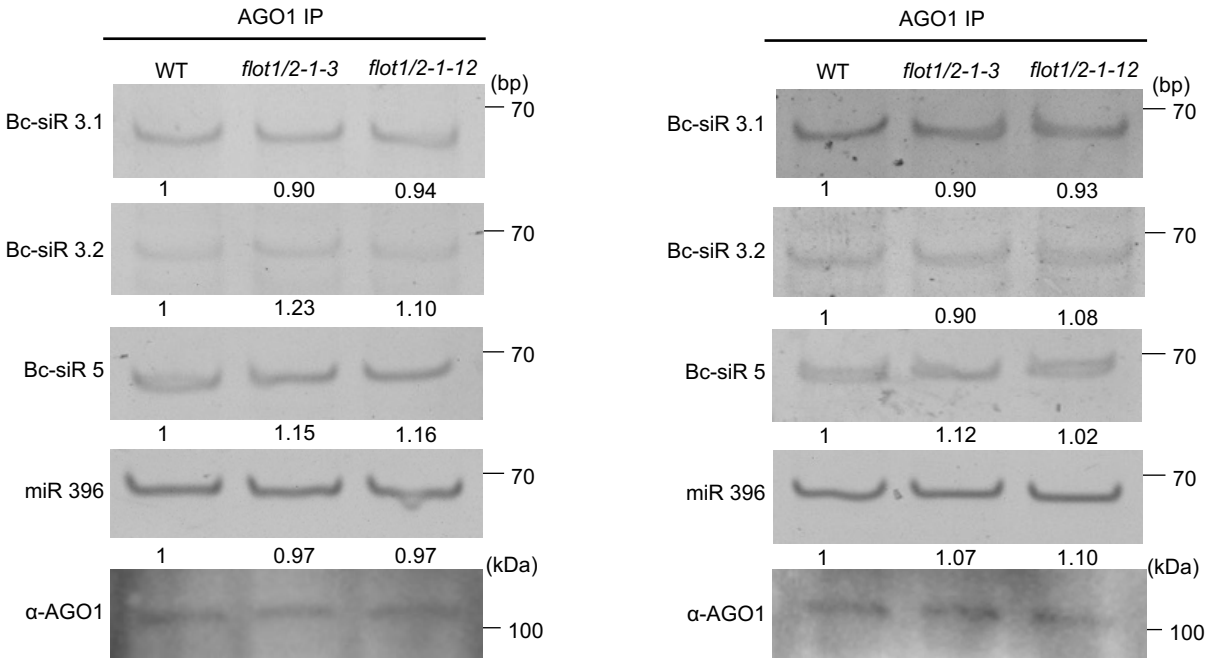 AGO1 IP
WT flot1/2-1-3 flot1/2-1-12
(bp)
Bc-siR 3.1
70
1 0.90 0.94
Bc-siR 3.2
70
1 1.23 1.10
Bc-siR 5
70
1 1.15 1.16
miR 396
70
1 0.97 0.97
(kDa)
α-AGO1
100
AGO1 IP
WT flot1/2-1-3 flot1/2-1-12
(bp)
Bc-siR 3.1
70
1 0.90 0.93
Bc-siR 3.2
70
1 0.90 1.08
Bc-siR 5
70
1 1.12 1.02
miR 396
70
1 1.07 1.10
(kDa)
α-AGO1
100